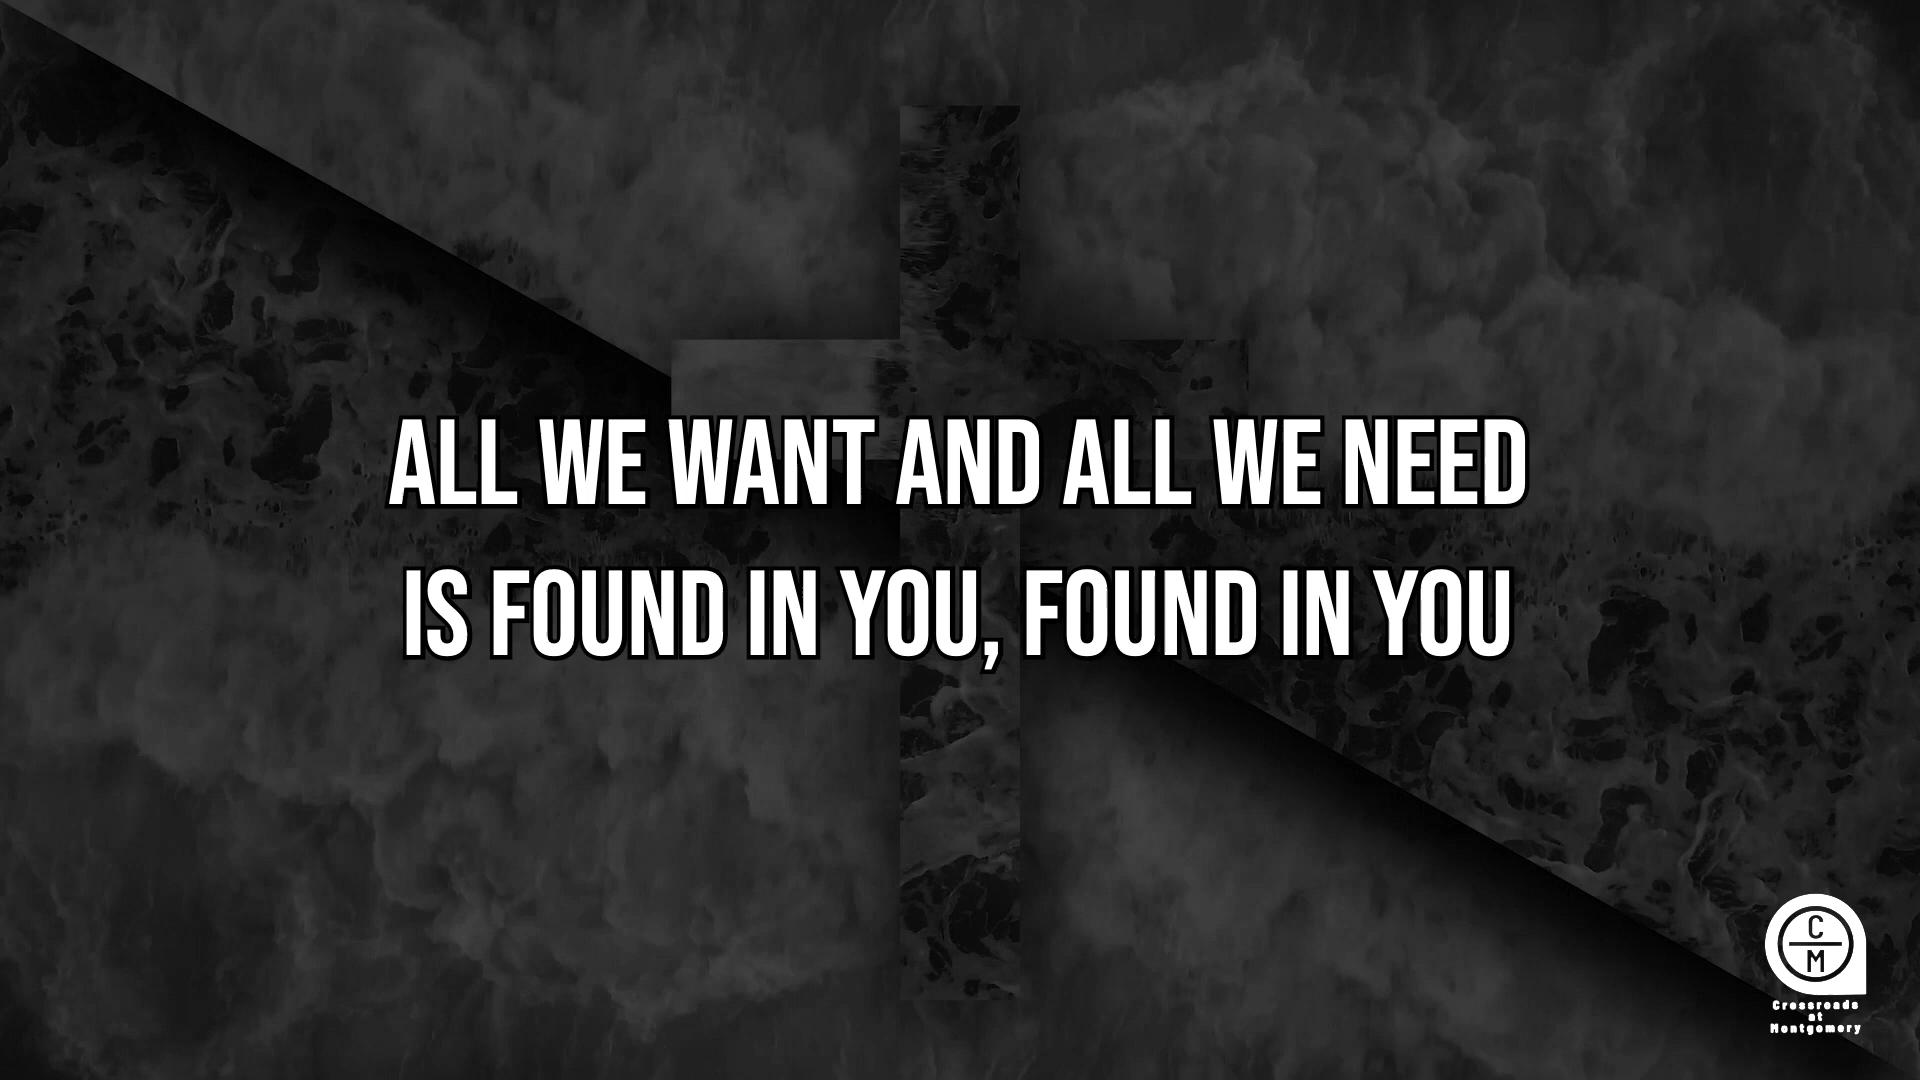 ALL WE WANT AND ALL WE NEED
IS FOUND IN YOU, FOUND IN YOU
C
M
Crossroads
at
Montgomery